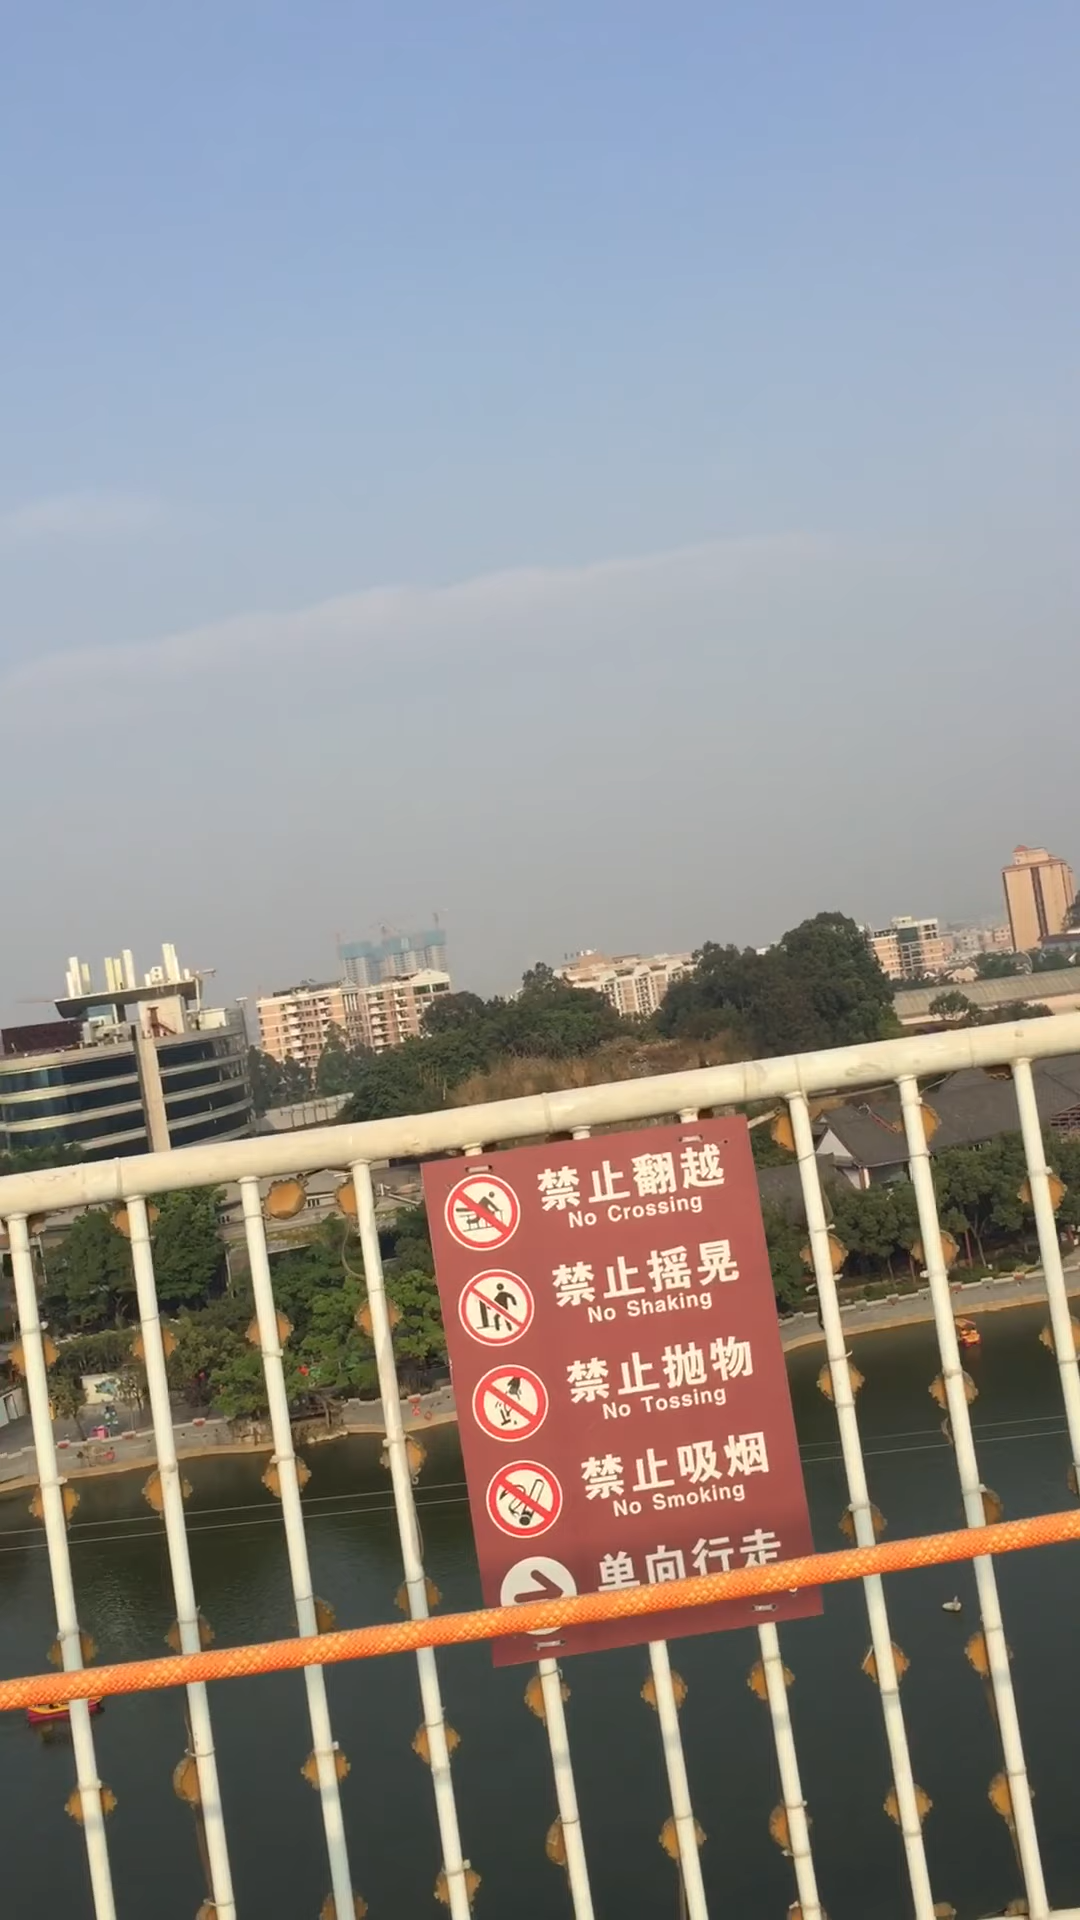 禁止翻越
No Crossing
禁止摇晃
No Shaking
禁止抛物
No Tossing
禁止吸烟
No Smoking
单向行走